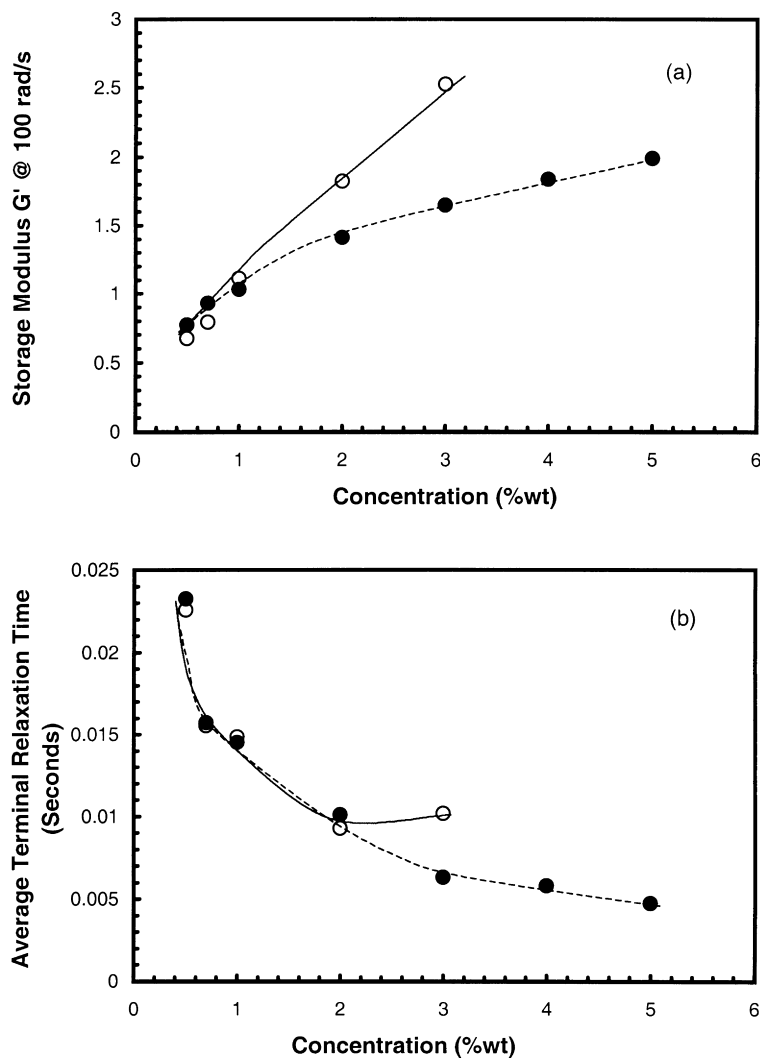 Storage Modulus G' @ 100 rad/s
3
2.5
2
1.5
1
0.5
0
(a)
0 1 2 3 4 5 6
Concentration (%wt)
Average Terminal Relaxation Time
(Seconds)
0.025
0.02
0.015
0.01
0.005
0
(b)
0 1 2 3 4 5 6
Concentration (%wt)